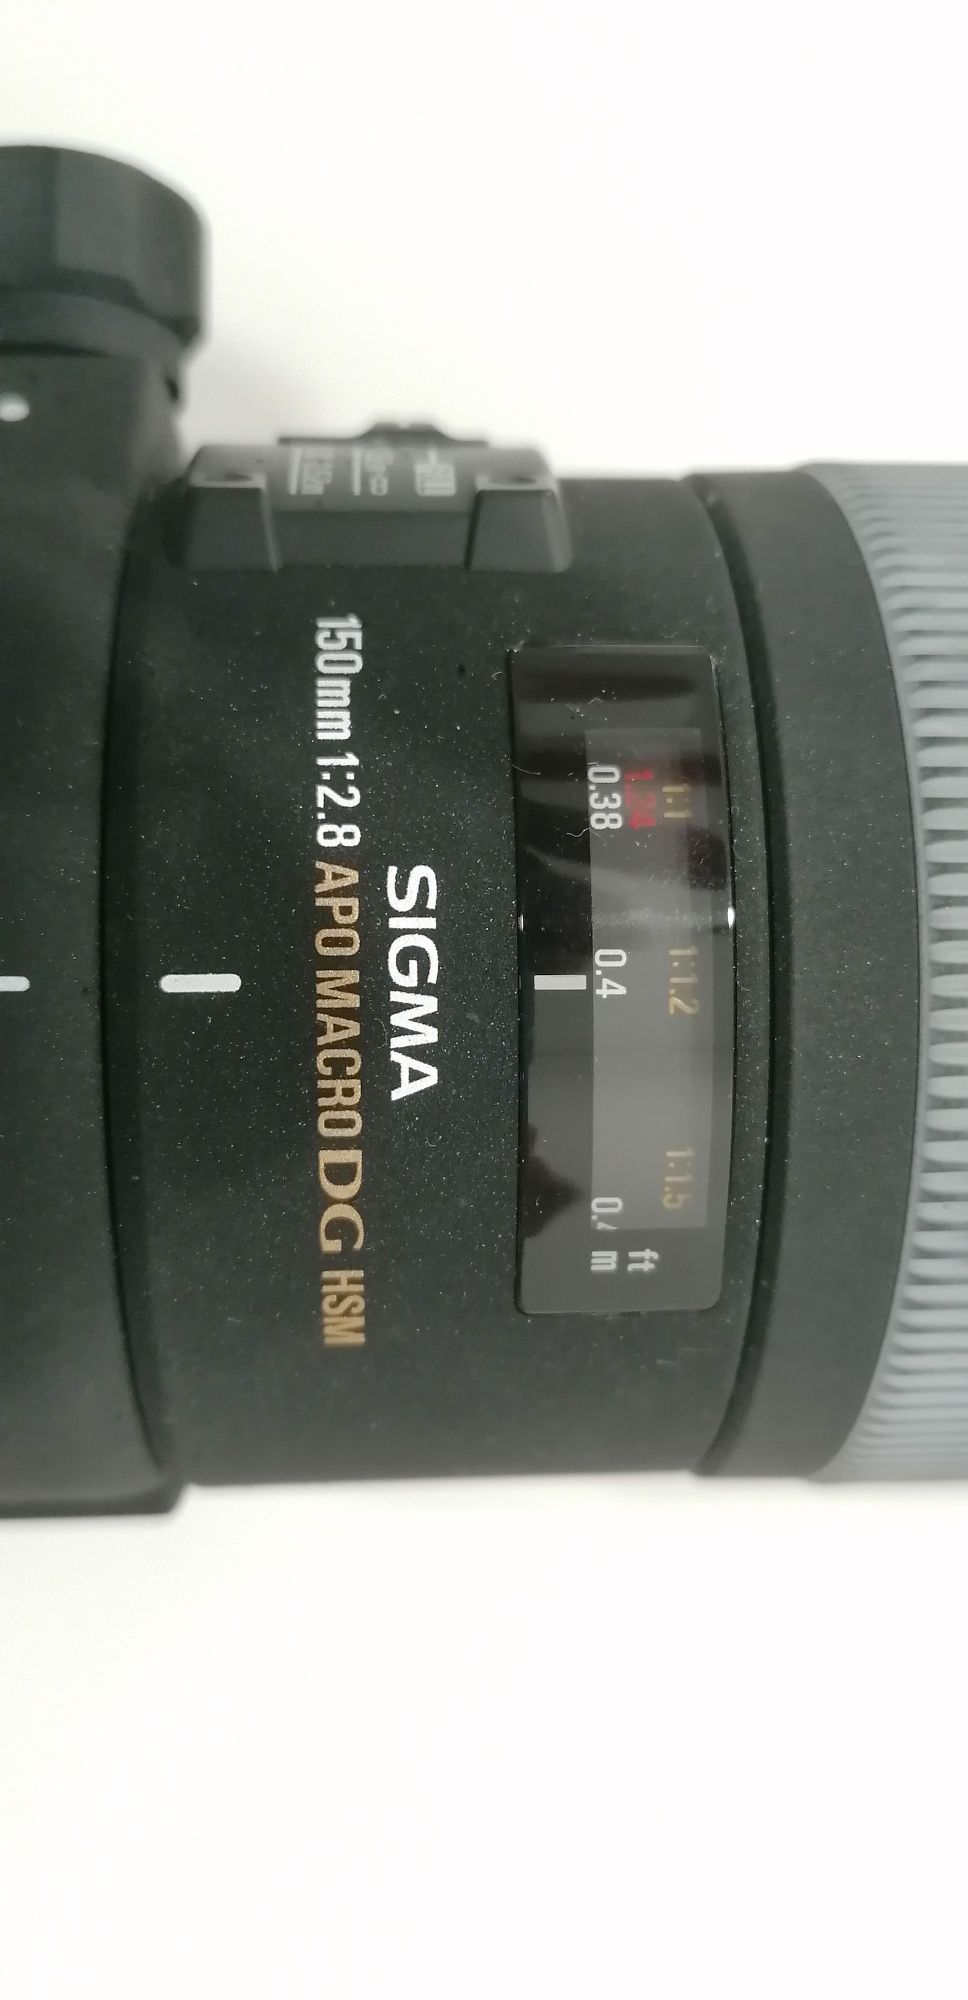 SIGMA
150mm 1:2.8 APO MACRO DG HSM
1:1 1:1.2 1:1.5
1.24 ft
0.38 0.4 m